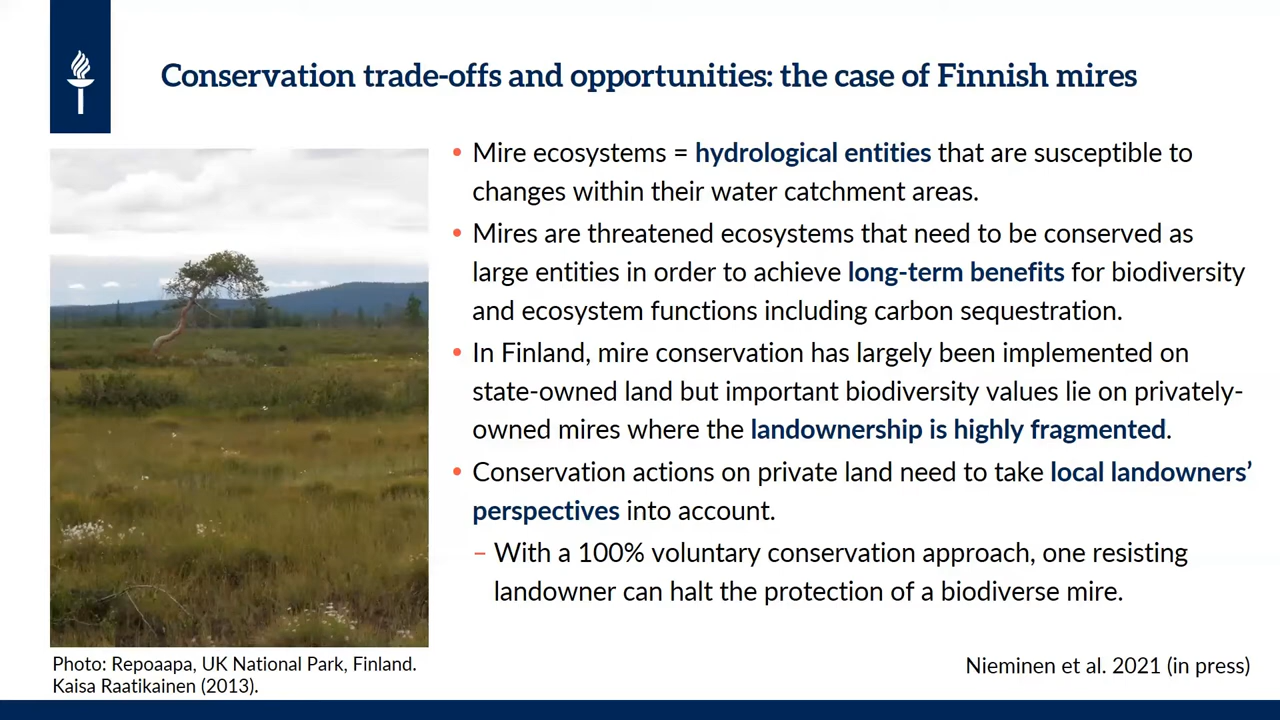 Conservation trade-offs and opportunities: the case of Finnish mires
• Mire ecosystems = hydrological entities that are susceptible to
changes within their water catchment areas.
• Mires are threatened ecosystems that need to be conserved as
large entities in order to achieve long-term benefits for biodiversity
and ecosystem functions including carbon sequestration.
• In Finland, mire conservation has largely been implemented on
state-owned land but important biodiversity values lie on privately-
owned mires where the landownership is highly fragmented.
• Conservation actions on private land need to take local landowners’
perspectives into account.
– With a 100% voluntary conservation approach, one resisting
landowner can halt the protection of a biodiverse mire.
Photo: Repoaapa, UK National Park, Finland.
Kaisa Raatikainen (2013).
Nieminen et al. 2021 (in press)